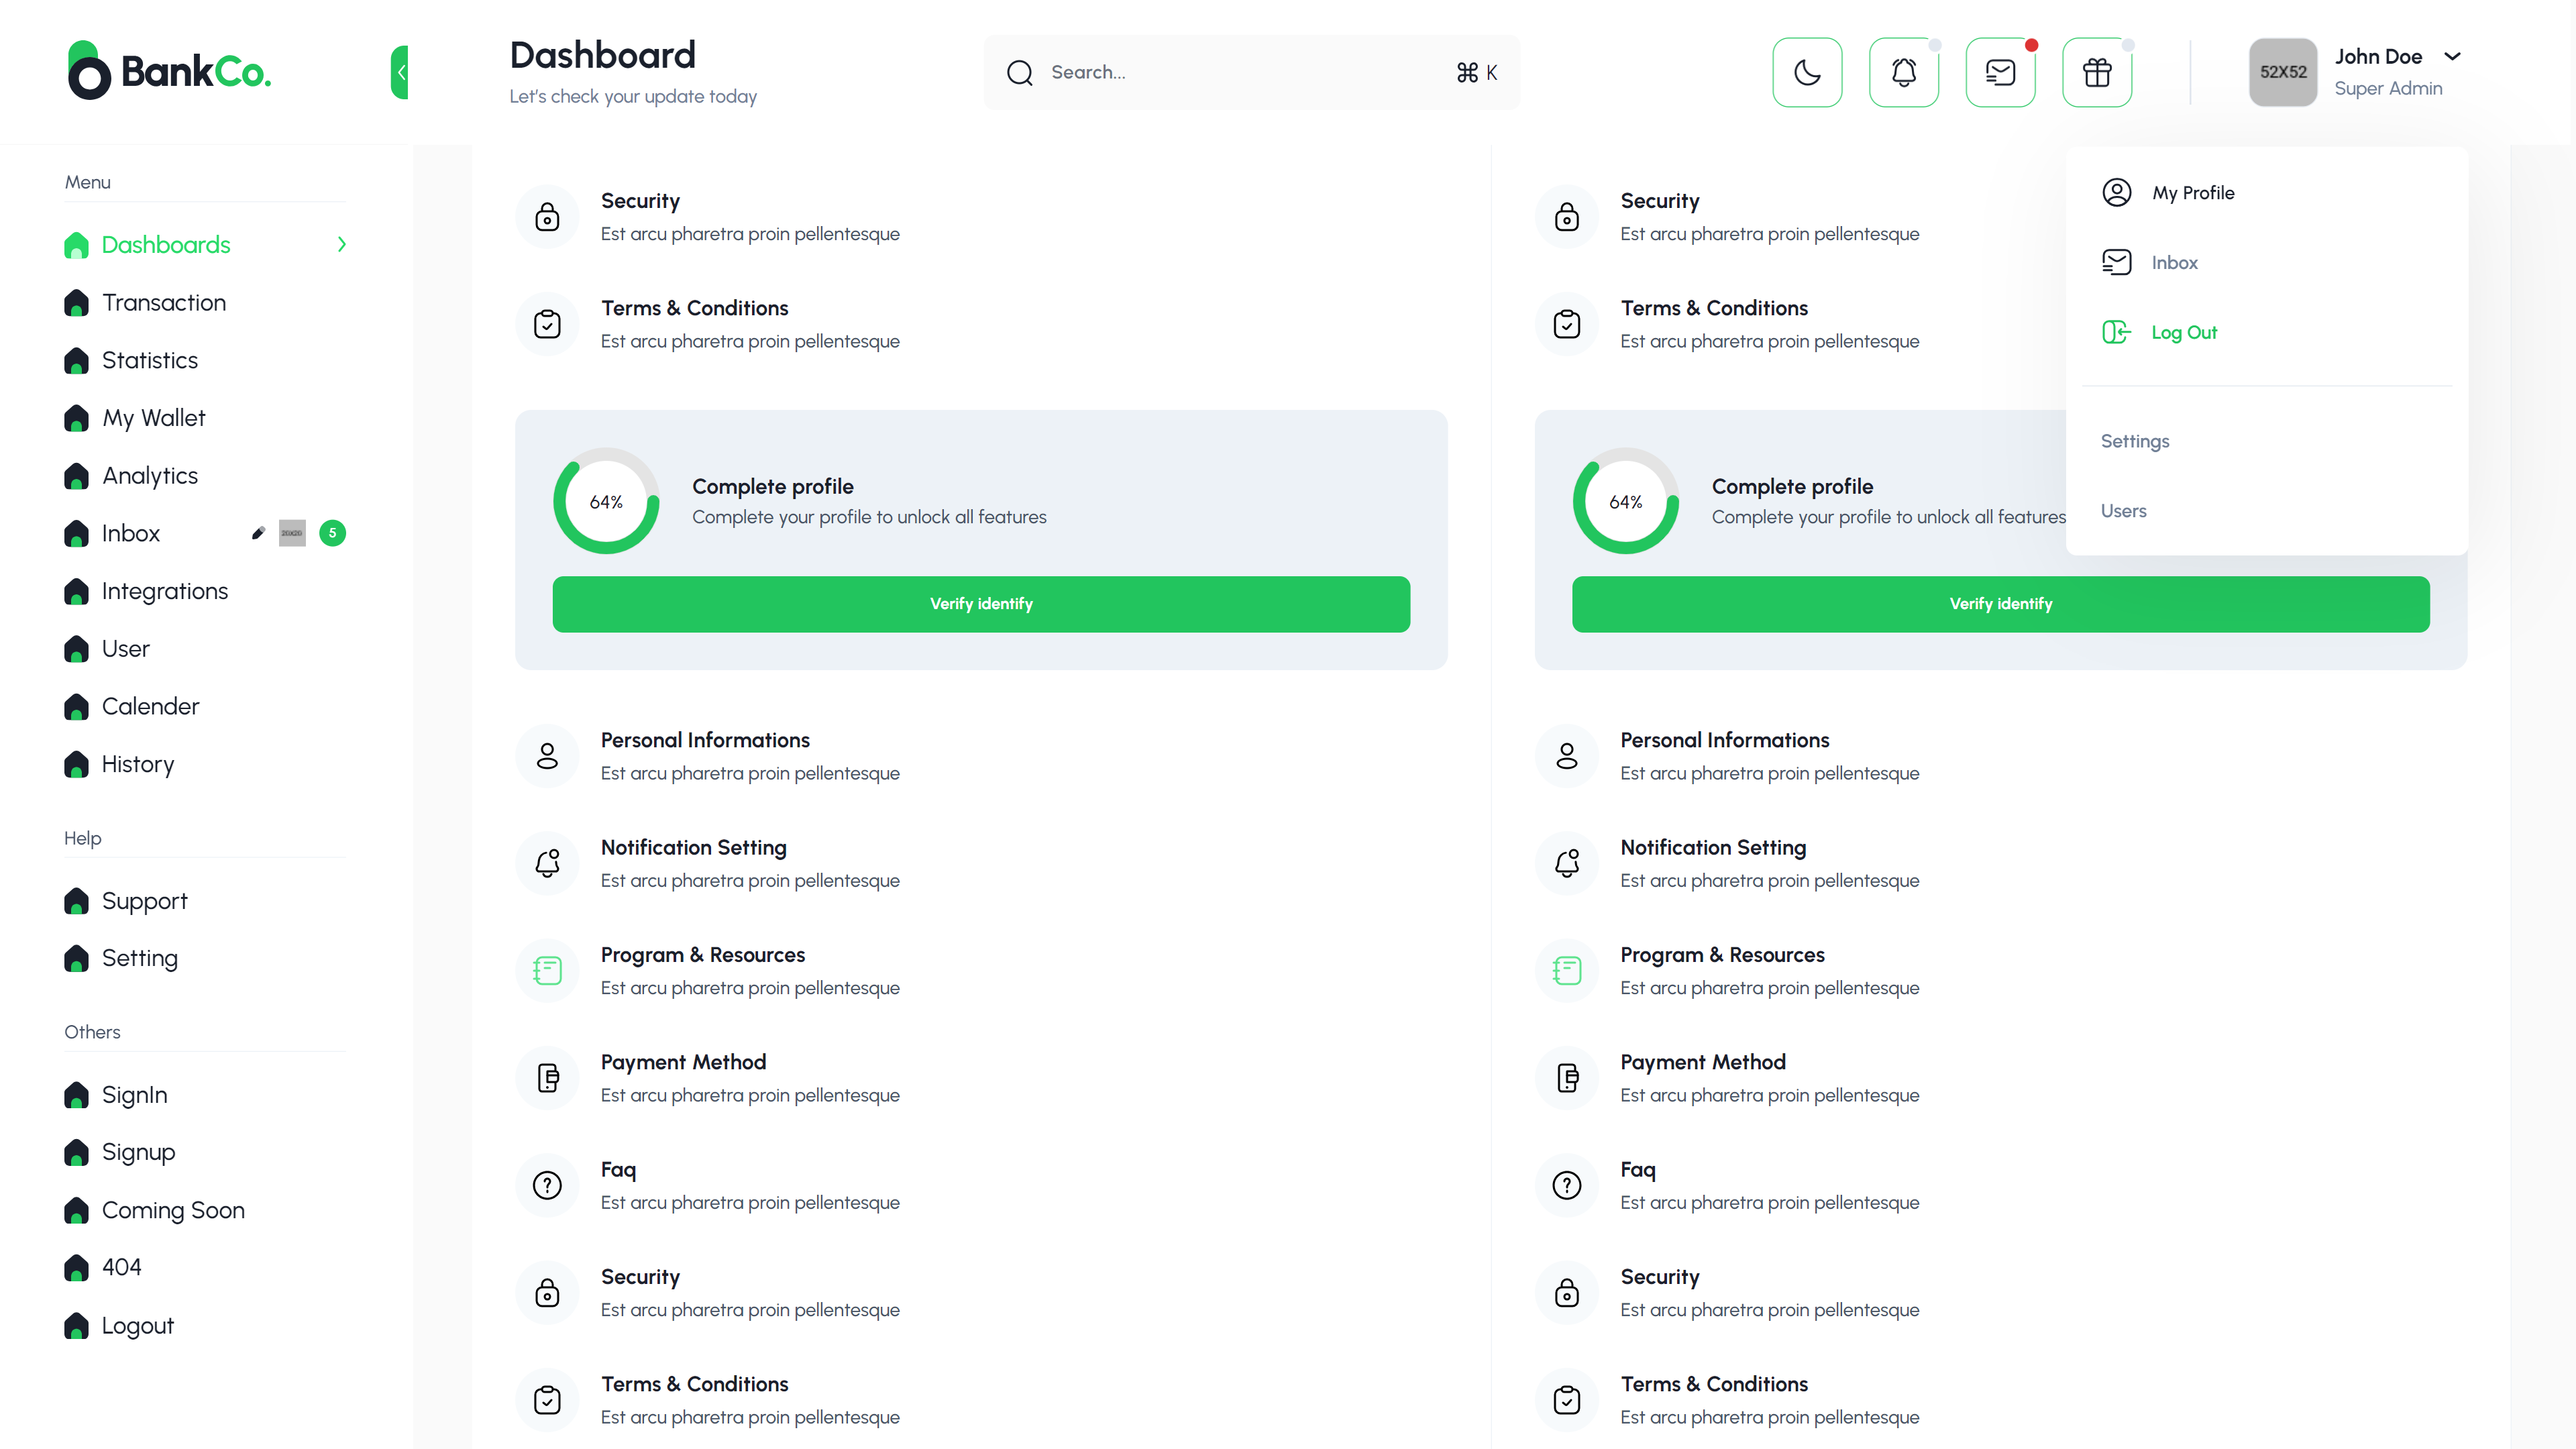 BankCo.
Dashboard
Let's check your update today
Search...
⌘ K
52X52
John Doe
Super Admin
Menu
Dashboards
Transaction
Statistics
My Wallet
Analytics
Inbox
5
Integrations
User
Calender
History
Help
Support
Setting
Others
SignIn
Signup
Coming Soon
404
Logout
Security
Est arcu pharetra proin pellentesque
Terms & Conditions
Est arcu pharetra proin pellentesque
64%
Complete profile
Complete your profile to unlock all features
Verify identify
Personal Informations
Est arcu pharetra proin pellentesque
Notification Setting
Est arcu pharetra proin pellentesque
Program & Resources
Est arcu pharetra proin pellentesque
Payment Method
Est arcu pharetra proin pellentesque
Faq
Est arcu pharetra proin pellentesque
Security
Est arcu pharetra proin pellentesque
Terms & Conditions
Est arcu pharetra proin pellentesque
Security
Est arcu pharetra proin pellentesque
Terms & Conditions
Est arcu pharetra proin pellentesque
64%
Complete profile
Complete your profile to unlock all features
Verify identify
Personal Informations
Est arcu pharetra proin pellentesque
Notification Setting
Est arcu pharetra proin pellentesque
Program & Resources
Est arcu pharetra proin pellentesque
Payment Method
Est arcu pharetra proin pellentesque
Faq
Est arcu pharetra proin pellentesque
Security
Est arcu pharetra proin pellentesque
Terms & Conditions
Est arcu pharetra proin pellentesque
My Profile
Inbox
Log Out
Settings
Users